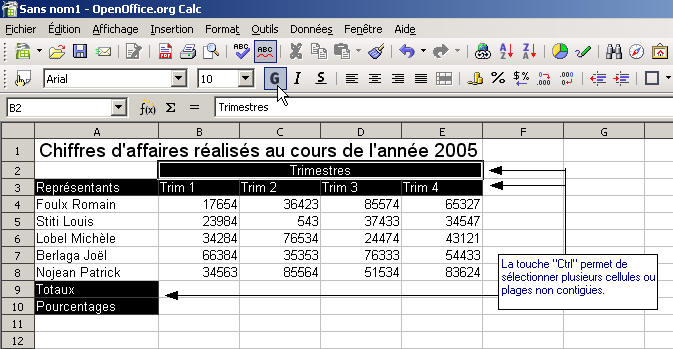 Sans nom1 - OpenOffice.org Calc
Fichier Édition Affichage Insertion Format Outils Données Fenêtre Aide
ABC ABC
Arial 10 G I S % $% 000
B2 f(x) Σ = Trimestres
A B C D E F G
1 Chiffres d'affaires réalisés au cours de l'année 2005
2 Trimestres
3 Représentants Trim 1 Trim 2 Trim 3 Trim 4
4 Foulx Romain 17654 36423 85574 65327
5 Stiti Louis 23984 543 37433 34547
6 Lobel Michèle 34284 76534 24474 43121
7 Berlaga Joël 66384 35353 76333 54433
8 Nojean Patrick 34563 85564 51534 83624
9 Totaux
10 Pourcentages
11
12
La touche "Ctrl" permet de
sélectionner plusieurs cellules ou
plages non contigües.